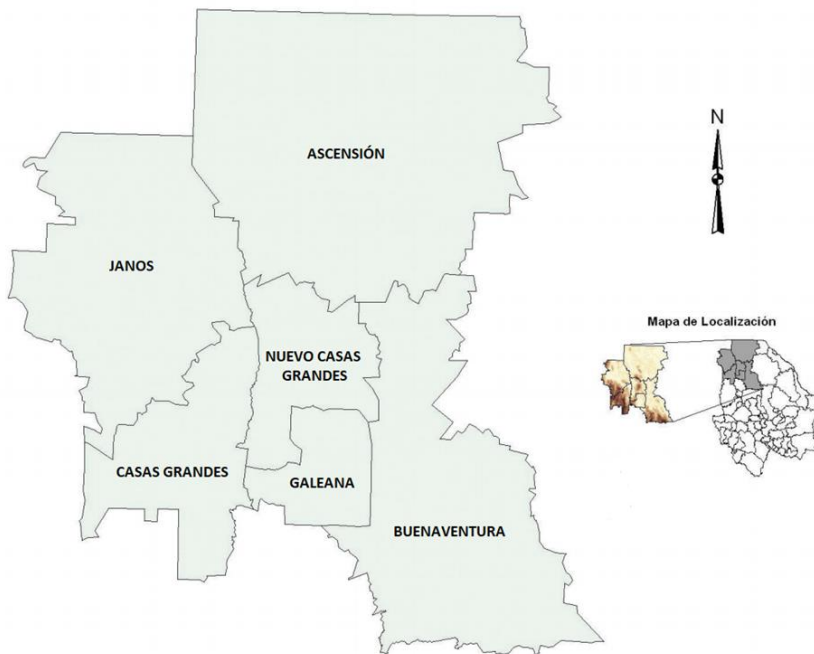 ASCENSIÓN
N
JANOS
Mapa de Localización
NUEVO CASAS
GRANDES
CASAS GRANDES
GALEANA
BUENAVENTURA